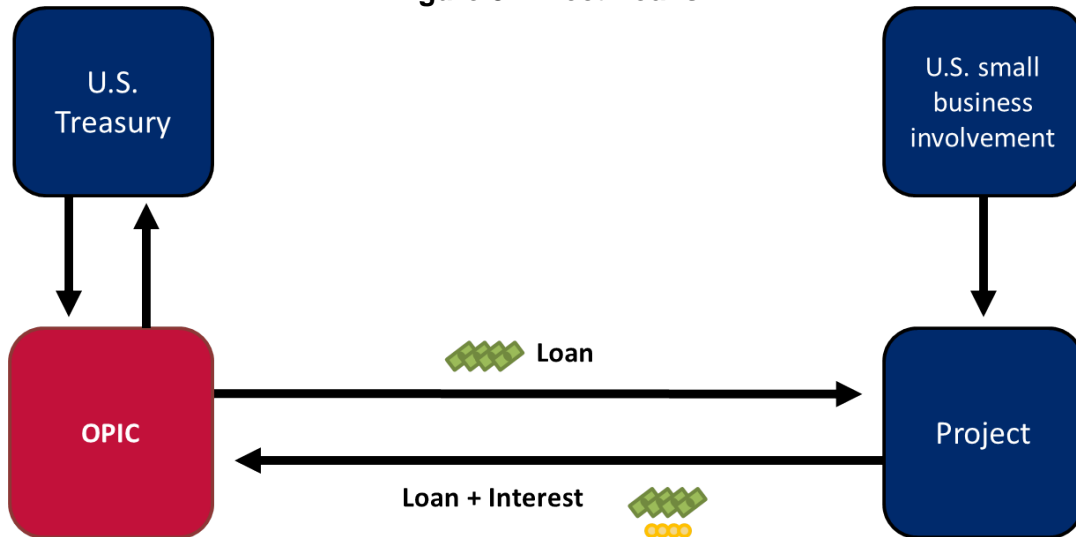 U.S.
Treasury
U.S. small
business
involvement
Loan
OPIC
Project
Loan + Interest